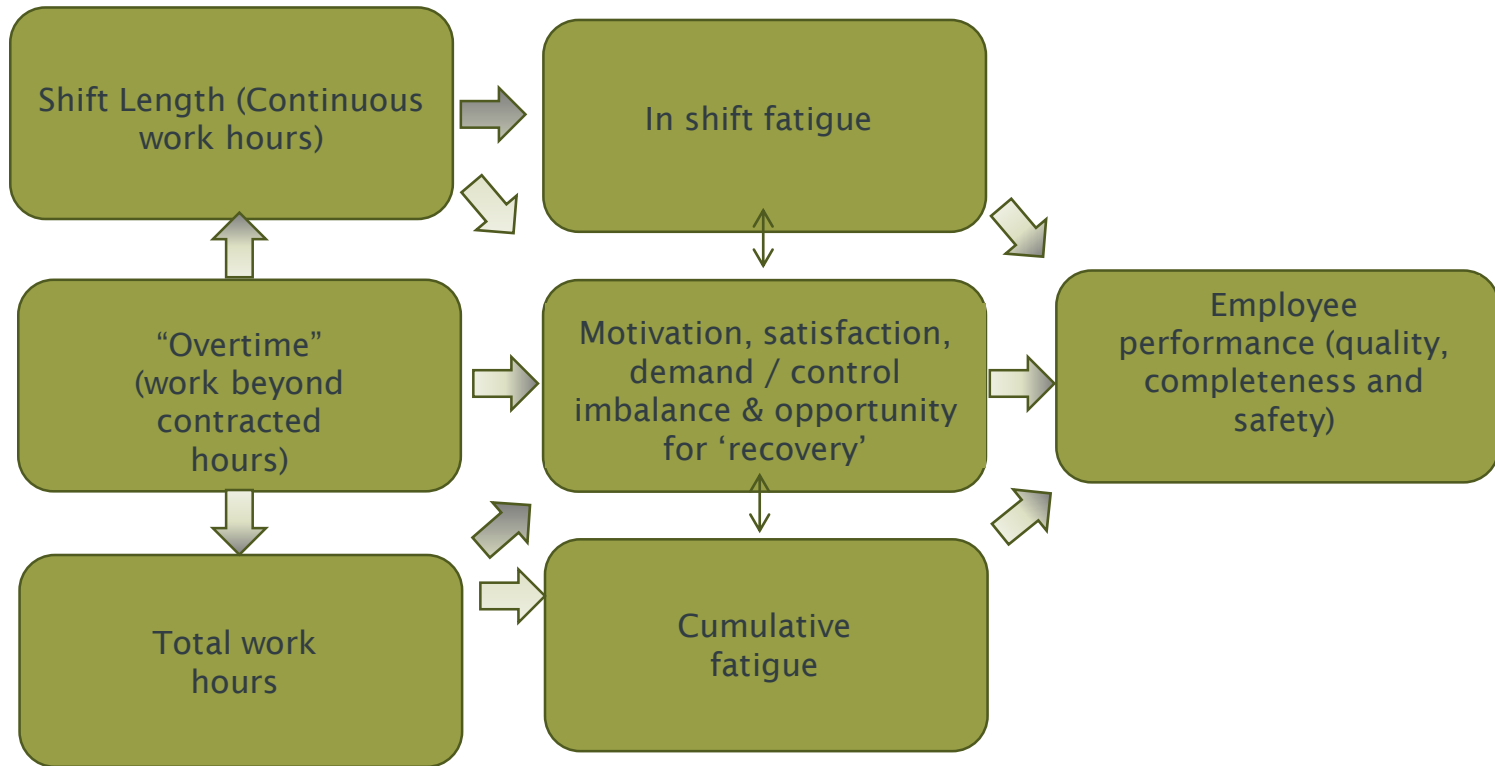 Shift Length (Continuous
work hours)
In shift fatigue
“Overtime”
(work beyond
contracted
hours)
Motivation, satisfaction,
demand / control
imbalance & opportunity
for ‘recovery’
Employee
performance (quality,
completeness and
safety)
Total work
hours
Cumulative
fatigue